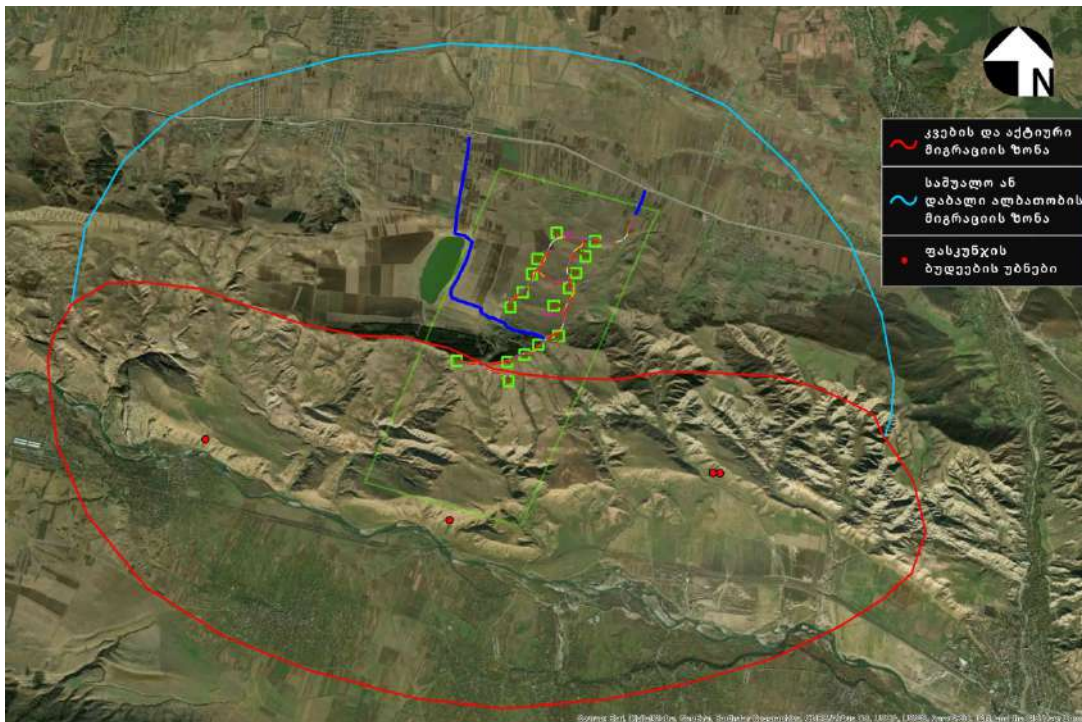 N
კვების და აქტიური
მიგრაციის ზონა
საშუალო ან
დაბალი ალბათობის
მიგრაციის ზონა
ფასკუნჯის
ბუდეების უბნები